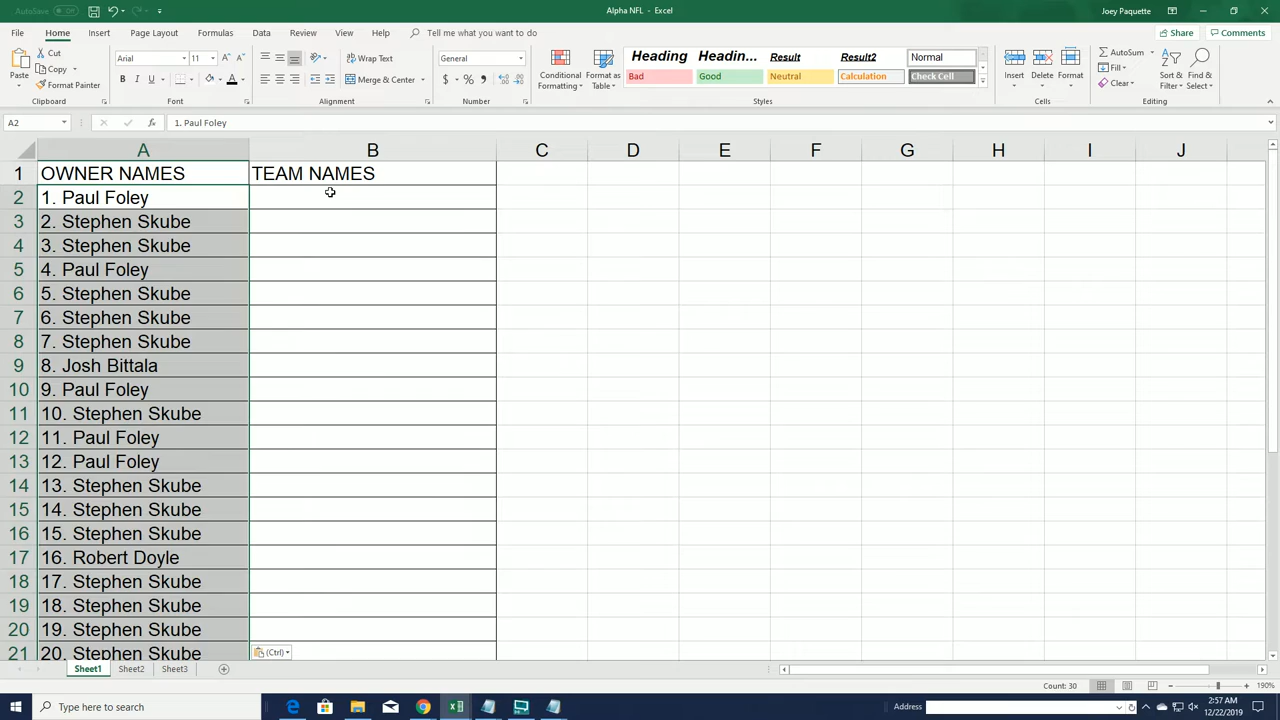 AutoSave Off Alpha NFL - Excel Joey Paquette
File Home Insert Page Layout Formulas Data Review View Help Tell me what you want to do Share Comments
Cut Arial 11 Wrap Text General Heading Headin... Result Result2 Normal AutoSum
Copy Fill
Paste Format Painter Merge & Center Conditional Formatting Format as Table Bad Good Neutral Calculation Check Cell Insert Delete Format Clear Sort & Filter Find & Select
Clipboard Font Alignment Number Styles Cells Editing
A2 1. Paul Foley
A B C D E F G H I J
1 OWNER NAMES TEAM NAMES
2 1. Paul Foley
3 2. Stephen Skube
4 3. Stephen Skube
5 4. Paul Foley
6 5. Stephen Skube
7 6. Stephen Skube
8 7. Stephen Skube
9 8. Josh Bittala
10 9. Paul Foley
11 10. Stephen Skube
12 11. Paul Foley
13 12. Paul Foley
14 13. Stephen Skube
15 14. Stephen Skube
16 15. Stephen Skube
17 16. Robert Doyle
18 17. Stephen Skube
19 18. Stephen Skube
20 19. Stephen Skube
21 20. Stephen Skube
(Ctrl)
Sheet1 Sheet2 Sheet3
Count: 30 190%
Type here to search Address 2:57 AM
12/22/2019